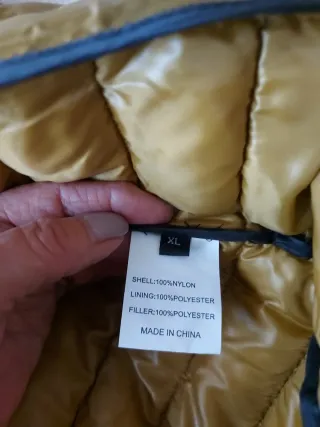 XL
SHELL:100%NYLON
LINING:100%POLYESTER
FILLER:100%POLYESTER
MADE IN CHINA